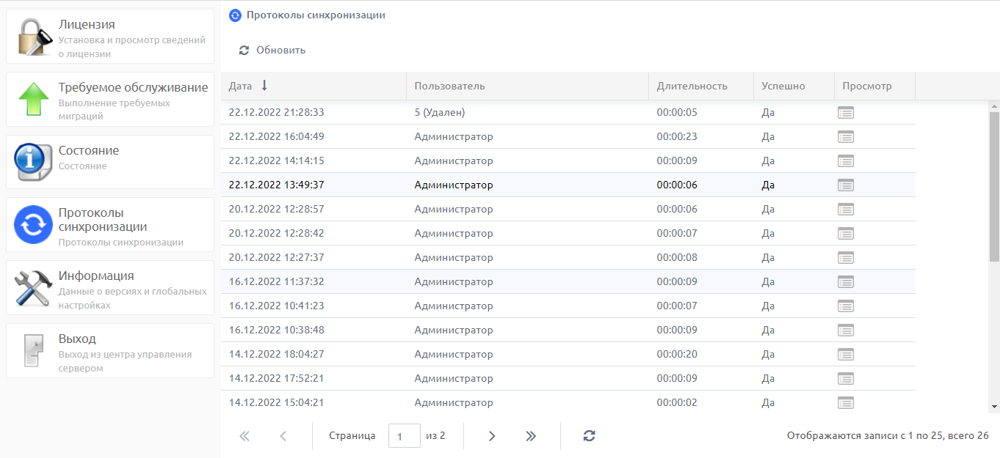 Лицензия
Установка и просмотр сведений
о лицензии
Требуемое обслуживание
Выполнение требуемых
миграций
Состояние
Состояние
Протоколы
синхронизации
Протоколы синхронизации
Информация
Данные о версиях и глобальных
настройках
Выход
Выход из центра управления
сервером
Протоколы синхронизации
Обновить
Дата Пользователь Длительность Успешно Просмотр
22.12.2022 21:28:33 5 (Удален) 00:00:05 Да
22.12.2022 16:04:49 Администратор 00:00:23 Да
22.12.2022 14:14:15 Администратор 00:00:09 Да
22.12.2022 13:49:37 Администратор 00:00:06 Да
20.12.2022 12:28:57 Администратор 00:00:06 Да
20.12.2022 12:28:42 Администратор 00:00:07 Да
20.12.2022 12:27:37 Администратор 00:00:08 Да
16.12.2022 11:37:32 Администратор 00:00:09 Да
16.12.2022 10:41:23 Администратор 00:00:07 Да
16.12.2022 10:38:48 Администратор 00:00:09 Да
14.12.2022 18:04:27 Администратор 00:00:20 Да
14.12.2022 17:52:21 Администратор 00:00:09 Да
14.12.2022 15:04:21 Администратор 00:00:02 Да
Страница 1 из 2 Отображаются записи с 1 по 25, всего 26